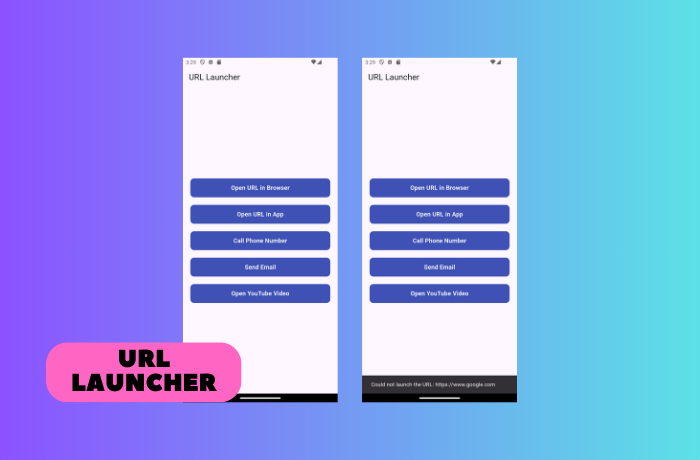 3:29
URL Launcher
Open URL in Browser
Open URL in App
Call Phone Number
Send Email
Open YouTube Video
3:29
URL Launcher
Open URL in Browser
Open URL in App
Call Phone Number
Send Email
Open YouTube Video
Could not launch the URL: https://www.google.com
URL
LAUNCHER